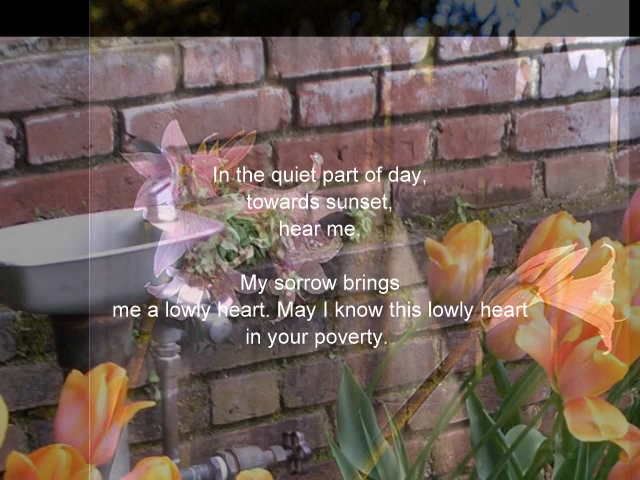 In the quiet part of day,
towards sunset,
hear me.
My sorrow brings
me a lowly heart. May I know this lowly heart
in your poverty.